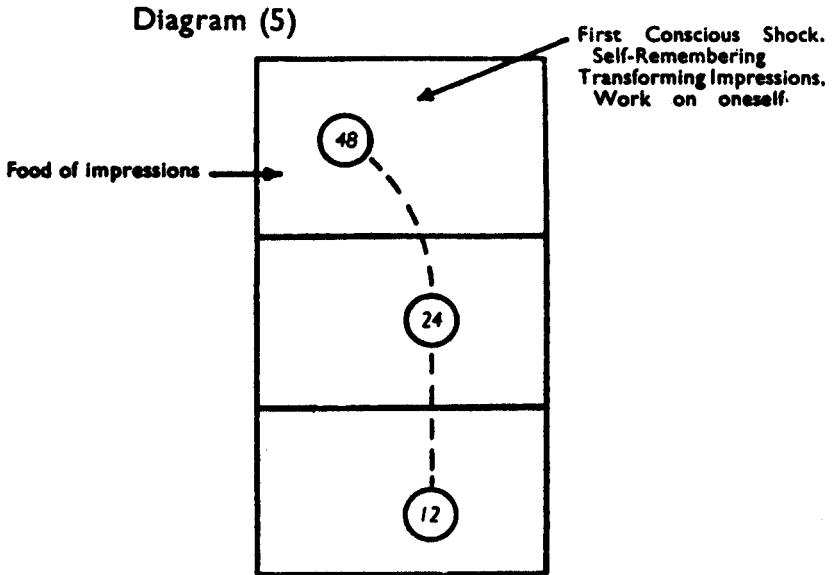 Diagram (5)
First Conscious Shock.
Self-Remembering
Transforming Impressions.
Work on oneself.
48
Food of impressions
24
12